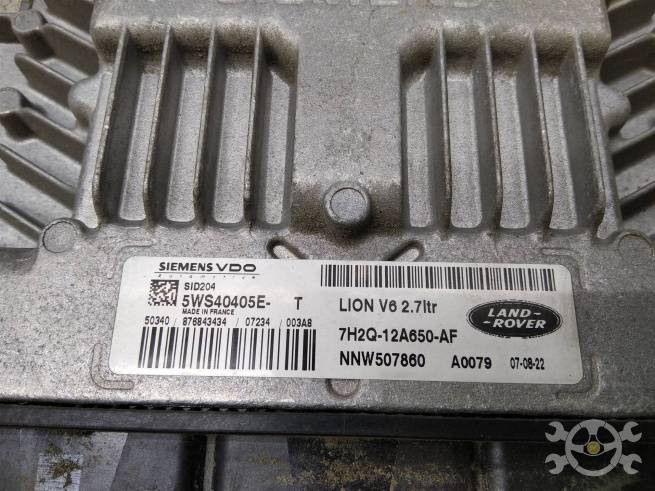 SIEMENS VDO
Automotive
SID204
5WS40405E- T
MADE IN FRANCE
50340 / 876843434 / 07234 / 003A8
LION V6 2.7ltr
7H2Q-12A650-AF
NNW507860 A0079 07-08-22
LAND-
-ROVER